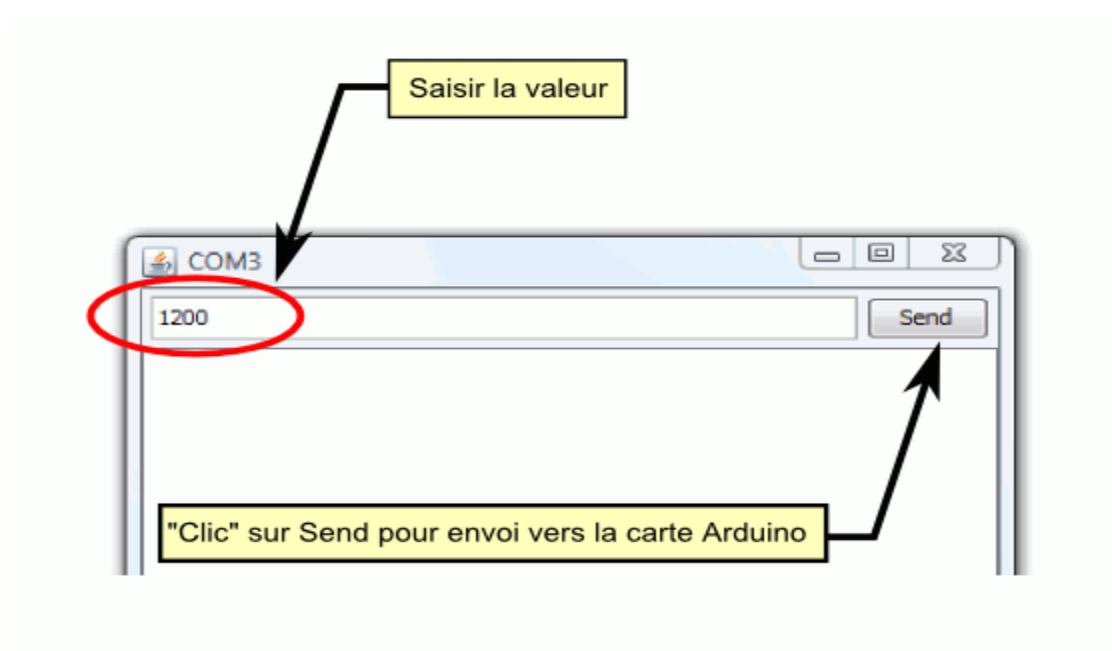 Saisir la valeur
COM3
1200
Send
"Clic" sur Send pour envoi vers la carte Arduino